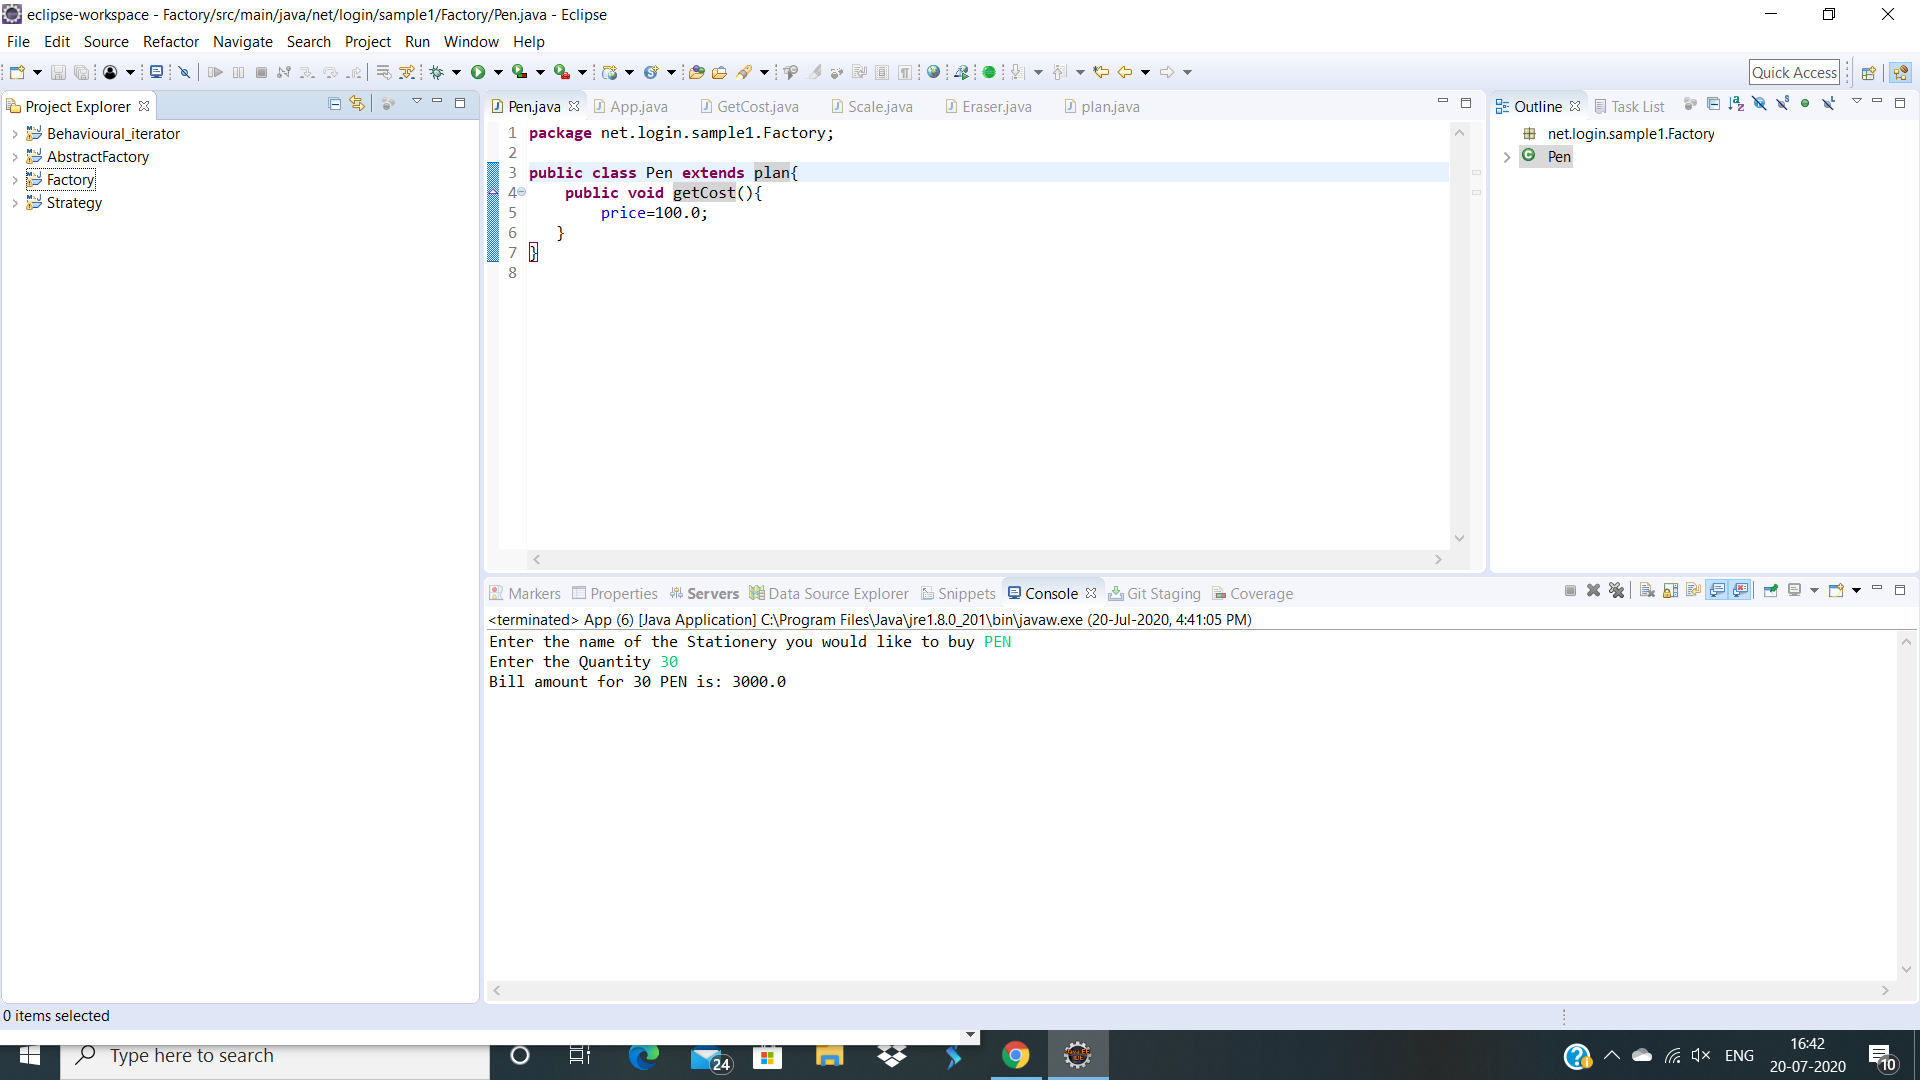 eclipse-workspace - Factory/src/main/java/net/login/sample1/Factory/Pen.java - Eclipse
File Edit Source Refactor Navigate Search Project Run Window Help
Quick Access
Project Explorer
Behavioural_iterator
AbstractFactory
Factory
Strategy
Pen.java App.java GetCost.java Scale.java Eraser.java plan.java
1 package net.login.sample1.Factory;
2
3 public class Pen extends plan{
4 public void getCost(){
5 price=100.0;
6 }
7 }
8
Outline Task List
net.login.sample1.Factory
Pen
Markers Properties Servers Data Source Explorer Snippets Console Git Staging Coverage
<terminated> App (6) [Java Application] C:\Program Files\Java\jre1.8.0_201\bin\javaw.exe (20-Jul-2020, 4:41:05 PM)
Enter the name of the Stationery you would like to buy PEN
Enter the Quantity 30
Bill amount for 30 PEN is: 3000.0
0 items selected
Type here to search
24
ENG
16:42
20-07-2020
10